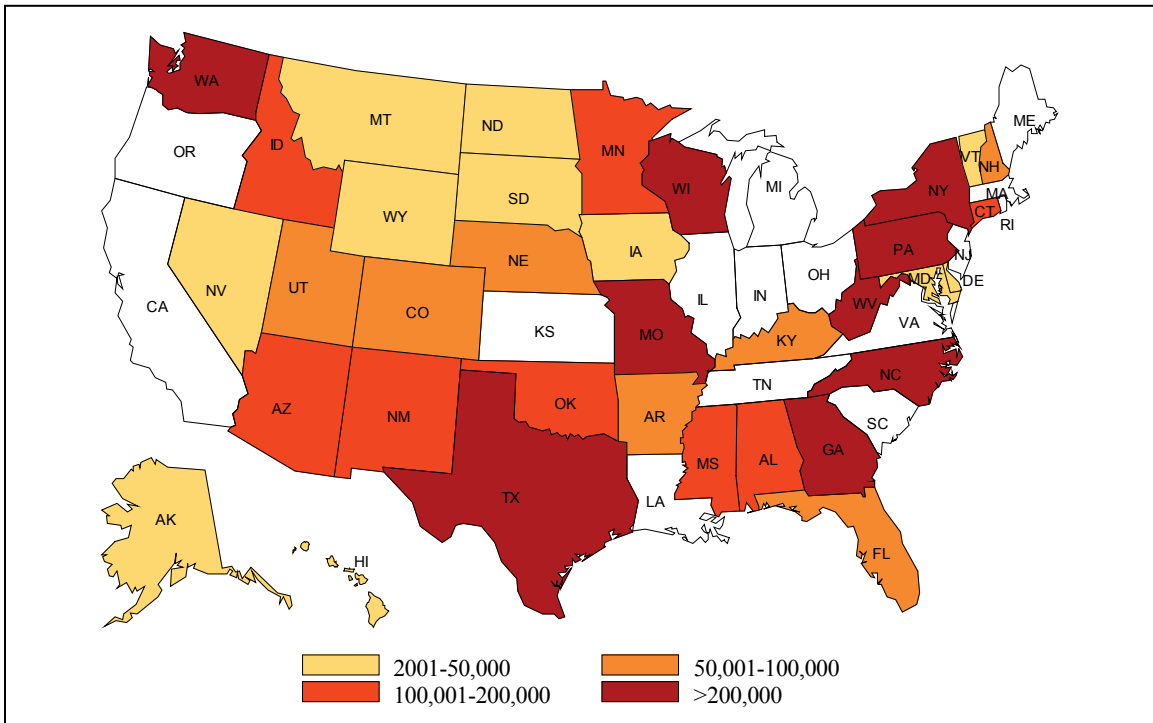 WA
ME
MT
ND
OR
ID
MN
VT
NH
WI
MI
NY
MA
SD
WY
CT
RI
PA
IA
NE
NJ
OH
MD
DE
NV
UT
IL
IN
WV
CA
CO
VA
KS
MO
KY
NC
TN
OK
AZ
NM
AR
SC
MS
AL
GA
TX
LA
AK
FL
HI
2001-50,000
50,001-100,000
100,001-200,000
>200,000